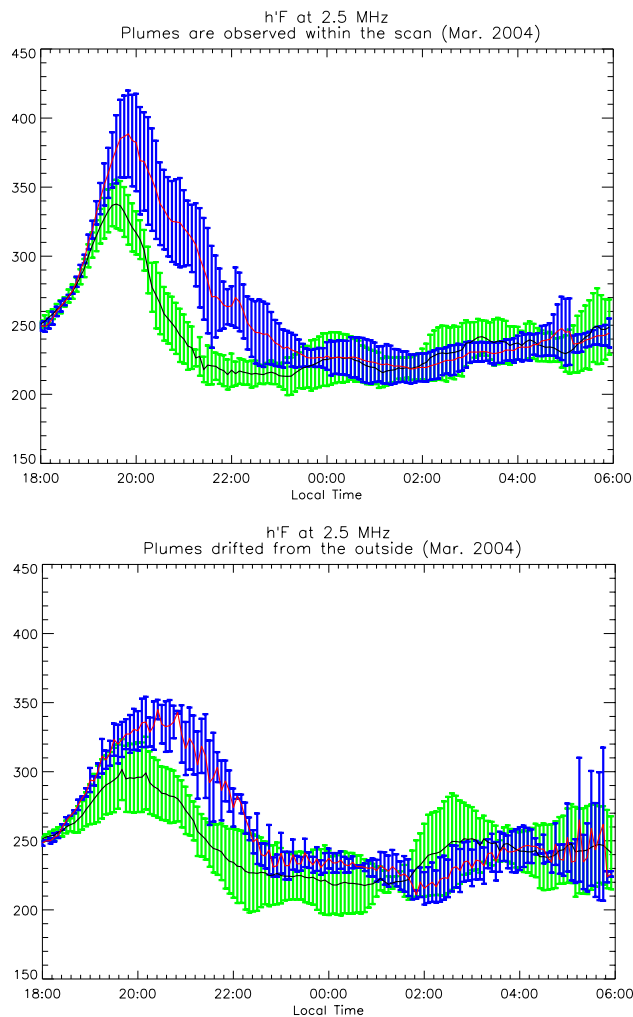 h'F at 2.5 MHz
Plumes are observed within the scan (Mar. 2004)
450
400
350
300
250
200
150
18:00 20:00 22:00 00:00 02:00 04:00 06:00
Local Time
h'F at 2.5 MHz
Plumes drifted from the outside (Mar. 2004)
450
400
350
300
250
200
150
18:00 20:00 22:00 00:00 02:00 04:00 06:00
Local Time